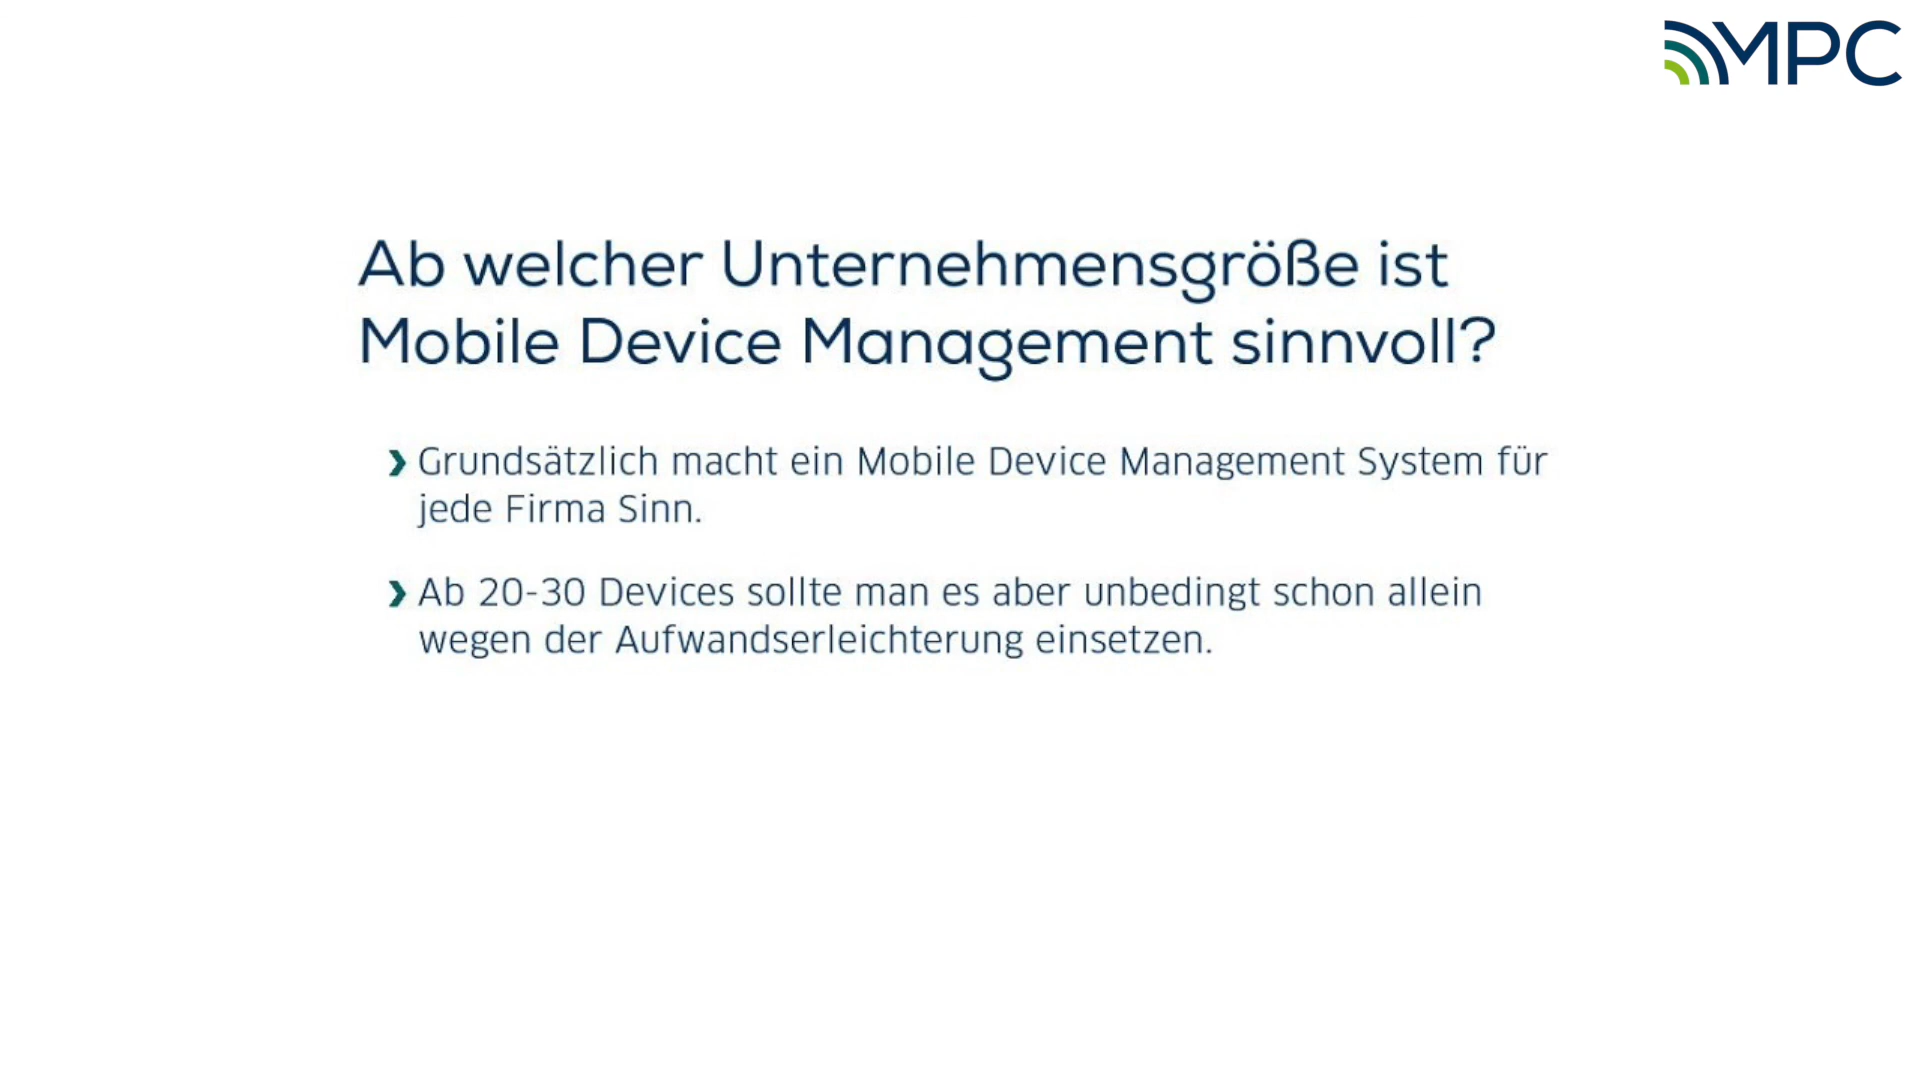 MPC
Ab welcher Unternehmensgröße ist
Mobile Device Management sinnvoll?
❯ Grundsätzlich macht ein Mobile Device Management System für
jede Firma Sinn.
❯ Ab 20-30 Devices sollte man es aber unbedingt schon allein
wegen der Aufwandserleichterung einsetzen.